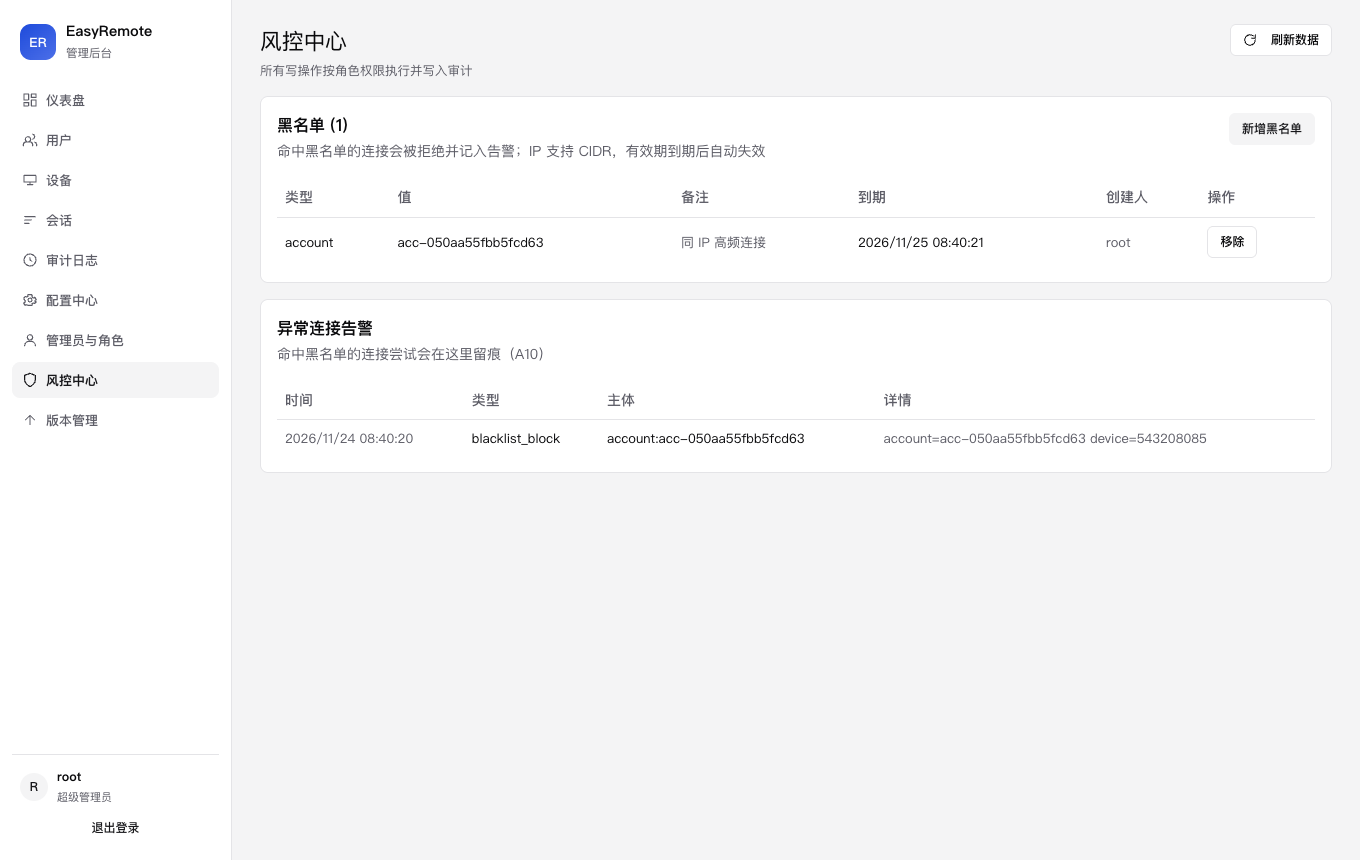 ER
EasyRemote
管理后台
仪表盘
用户
设备
会话
审计日志
配置中心
管理员与角色
风控中心
版本管理
R
root
超级管理员
退出登录
风控中心
所有写操作按角色权限执行并写入审计
刷新数据
黑名单 (1)
命中黑名单的连接会被拒绝并记入告警；IP 支持 CIDR，有效期到期后自动失效
新增黑名单
类型 值 备注 到期 创建人 操作
account acc-050aa55fbb5fcd63 同 IP 高频连接 2026/11/25 08:40:21 root 移除
异常连接告警
命中黑名单的连接尝试会在这里留痕（A10）
时间 类型 主体 详情
2026/11/24 08:40:20 blacklist_block account:acc-050aa55fbb5fcd63 account=acc-050aa55fbb5fcd63 device=543208085